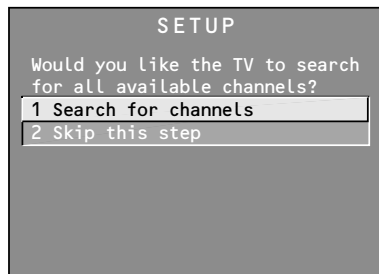 SETUP
Would you like the TV to search
for all available channels?
1 Search for channels
2 Skip this step